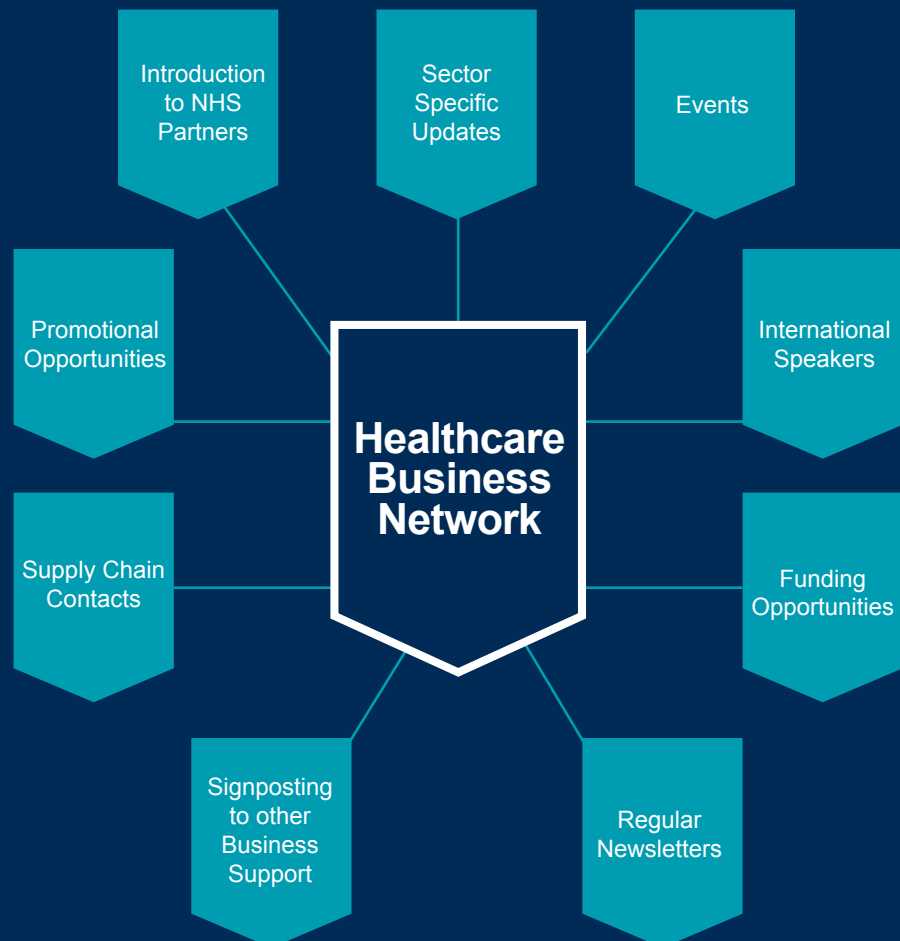 Introduction
to NHS
Partners
Sector
Specific
Updates
Events
Promotional
Opportunities
International
Speakers
Healthcare
Business
Network
Supply Chain
Contacts
Funding
Opportunities
Signposting
to other
Business
Support
Regular
Newsletters